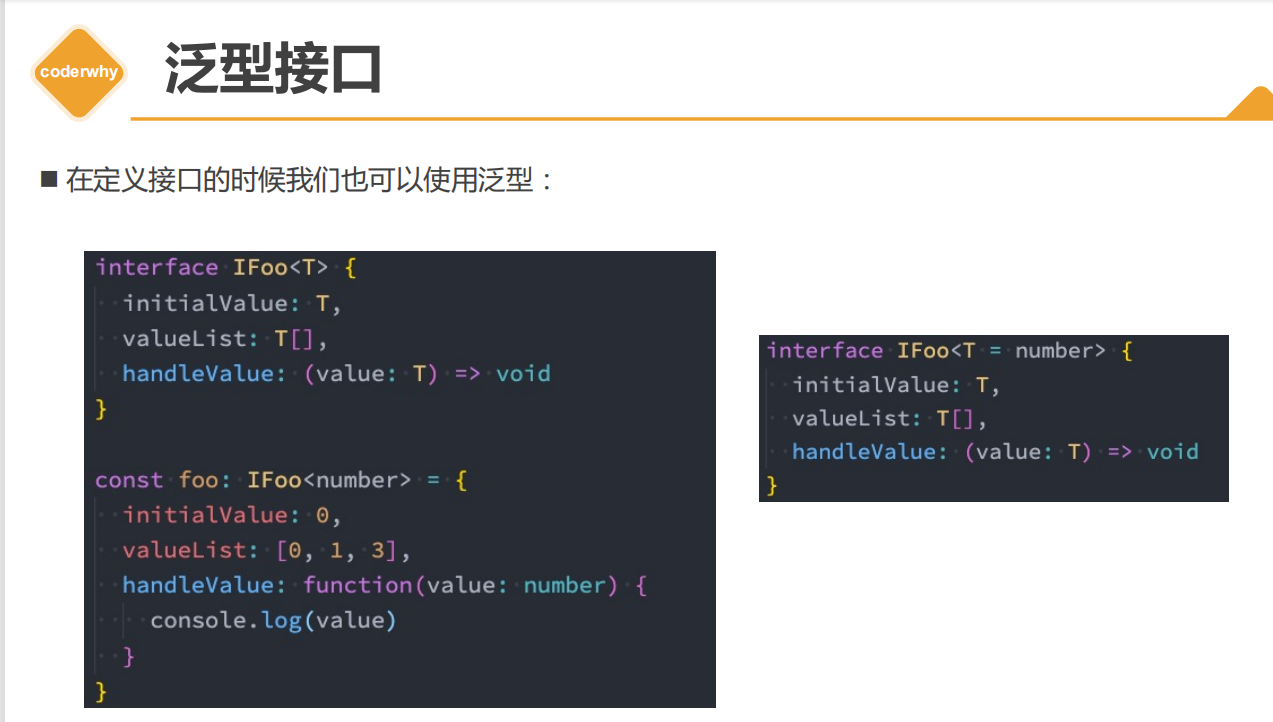 coderwhy
泛型接口
■ 在定义接口的时候我们也可以使用泛型：
interface IFoo<T> {
  initialValue: T,
  valueList: T[],
  handleValue: (value: T) => void
}
const foo: IFoo<number> = {
  initialValue: 0,
  valueList: [0, 1, 3],
  handleValue: function(value: number) {
    console.log(value)
  }
}
interface IFoo<T = number> {
  initialValue: T,
  valueList: T[],
  handleValue: (value: T) => void
}